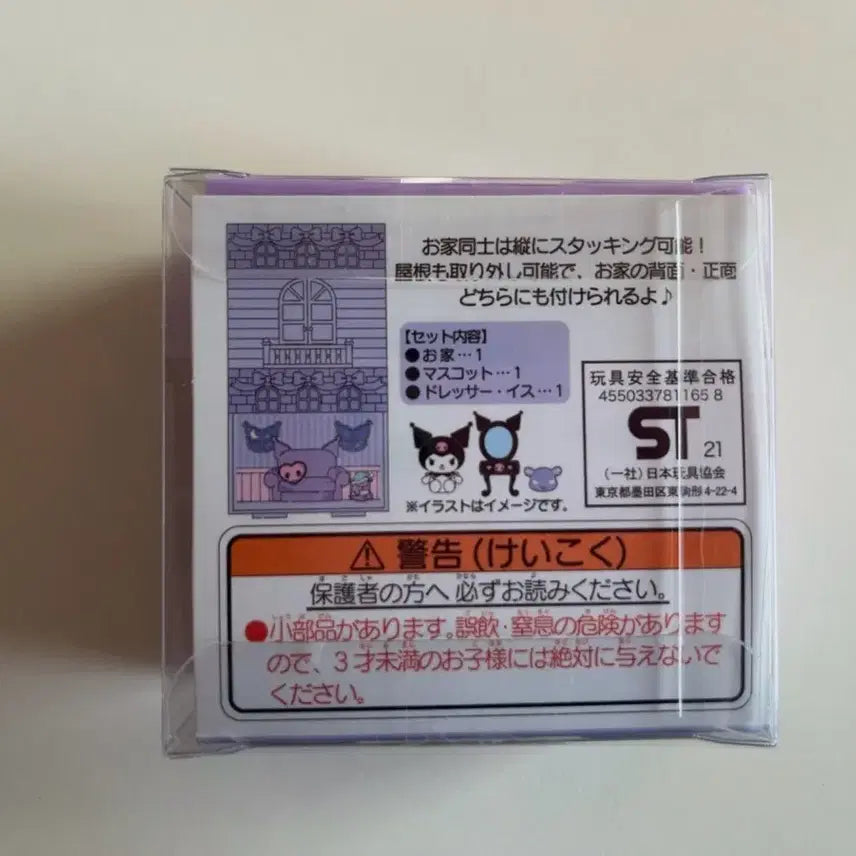 お家同士は縦にスタッキング可能!
屋根も取り外し可能で、お家の背面・正面
どちらにも付けられるよ♪
【セット内容】
●お家…1
●マスコット…1
●ドレッサー・イス…1
※イラストはイメージです。
玩具安全基準合格
455033781165 8
ST 21
(一社)日本玩具協会
東京都墨田区東駒形4-22-4
⚠ 警告(けいこく)
保護者の方へ 必ずお読みください。
●小部品があります。誤飲・窒息の危険があります
ので、3才未満のお子様には絶対に与えないで
ください。